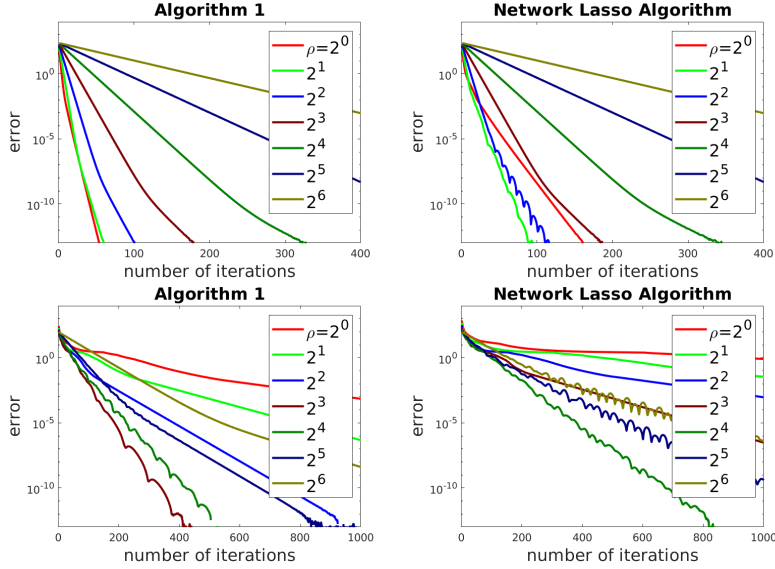 Algorithm 1
error
10^0
10^-5
10^-10
0 100 200 300 400
number of iterations
ρ=2^0
2^1
2^2
2^3
2^4
2^5
2^6
Network Lasso Algorithm
error
10^0
10^-5
10^-10
0 100 200 300 400
number of iterations
ρ=2^0
2^1
2^2
2^3
2^4
2^5
2^6
Algorithm 1
error
10^0
10^-5
10^-10
0 200 400 600 800 1000
number of iterations
ρ=2^0
2^1
2^2
2^3
2^4
2^5
2^6
Network Lasso Algorithm
error
10^0
10^-5
10^-10
0 200 400 600 800 1000
number of iterations
ρ=2^0
2^1
2^2
2^3
2^4
2^5
2^6